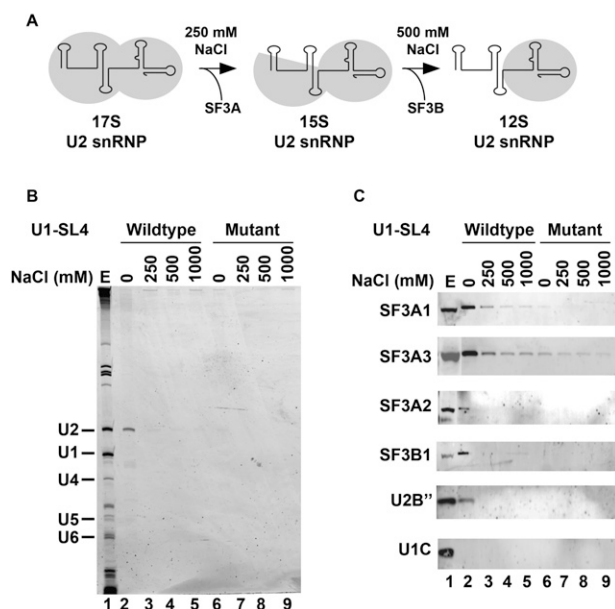 A
250 mM
NaCl
500 mM
NaCl
SF3A
SF3B
17S
U2 snRNP
15S
U2 snRNP
12S
U2 snRNP
B
U1-SL4
Wildtype
Mutant
NaCl (mM)
E
0
250
500
1000
0
250
500
1000
U2
U1
U4
U5
U6
1 2 3 4 5 6 7 8 9
C
U1-SL4
Wildtype
Mutant
NaCl (mM)
E
0
250
500
1000
0
250
500
1000
SF3A1
SF3A3
SF3A2
SF3B1
U2B”
U1C
1 2 3 4 5 6 7 8 9